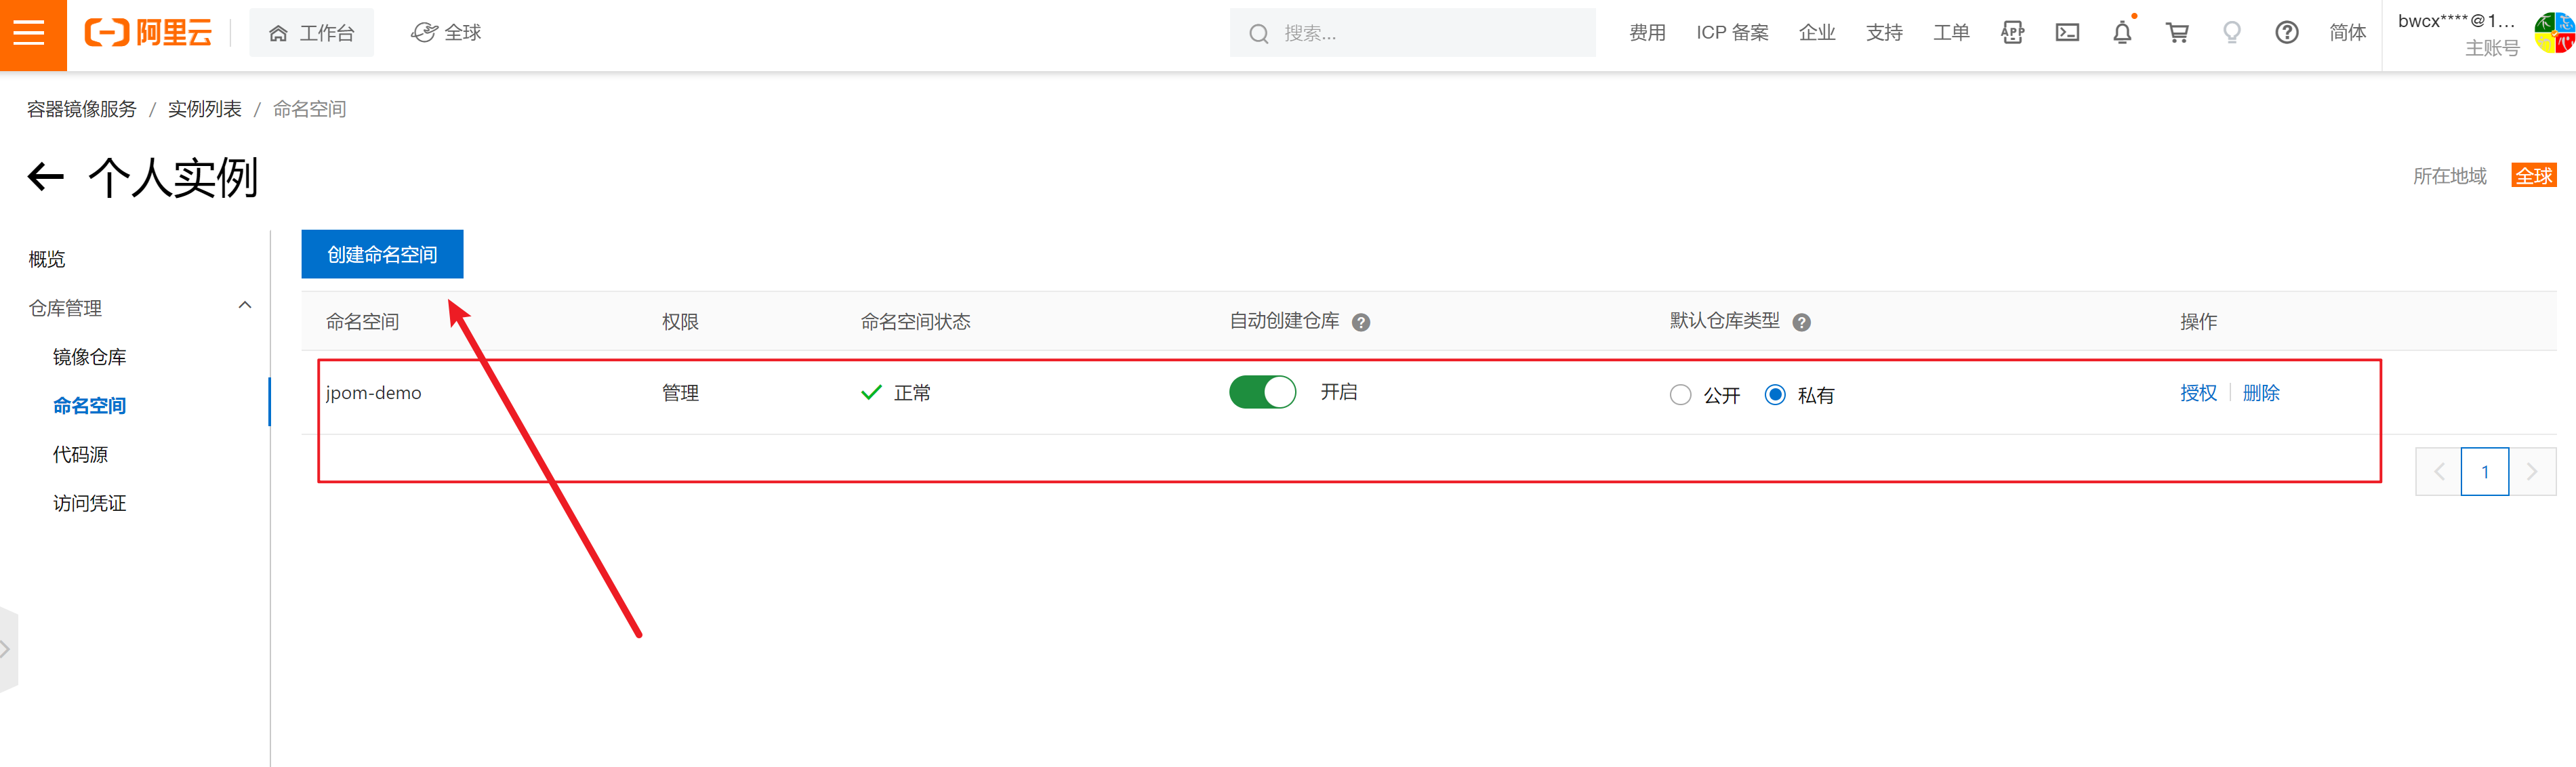 阿里云
工作台
全球
搜索...
费用
ICP 备案
企业
支持
工单
APP
简体
bwcx****@1...
主账号
容器镜像服务 / 实例列表 / 命名空间
个人实例
所在地域 全球
概览
仓库管理
镜像仓库
命名空间
代码源
访问凭证
创建命名空间
命名空间 权限 命名空间状态 自动创建仓库 默认仓库类型 操作
jpom-demo 管理 正常 开启 公开 私有 授权 删除
1